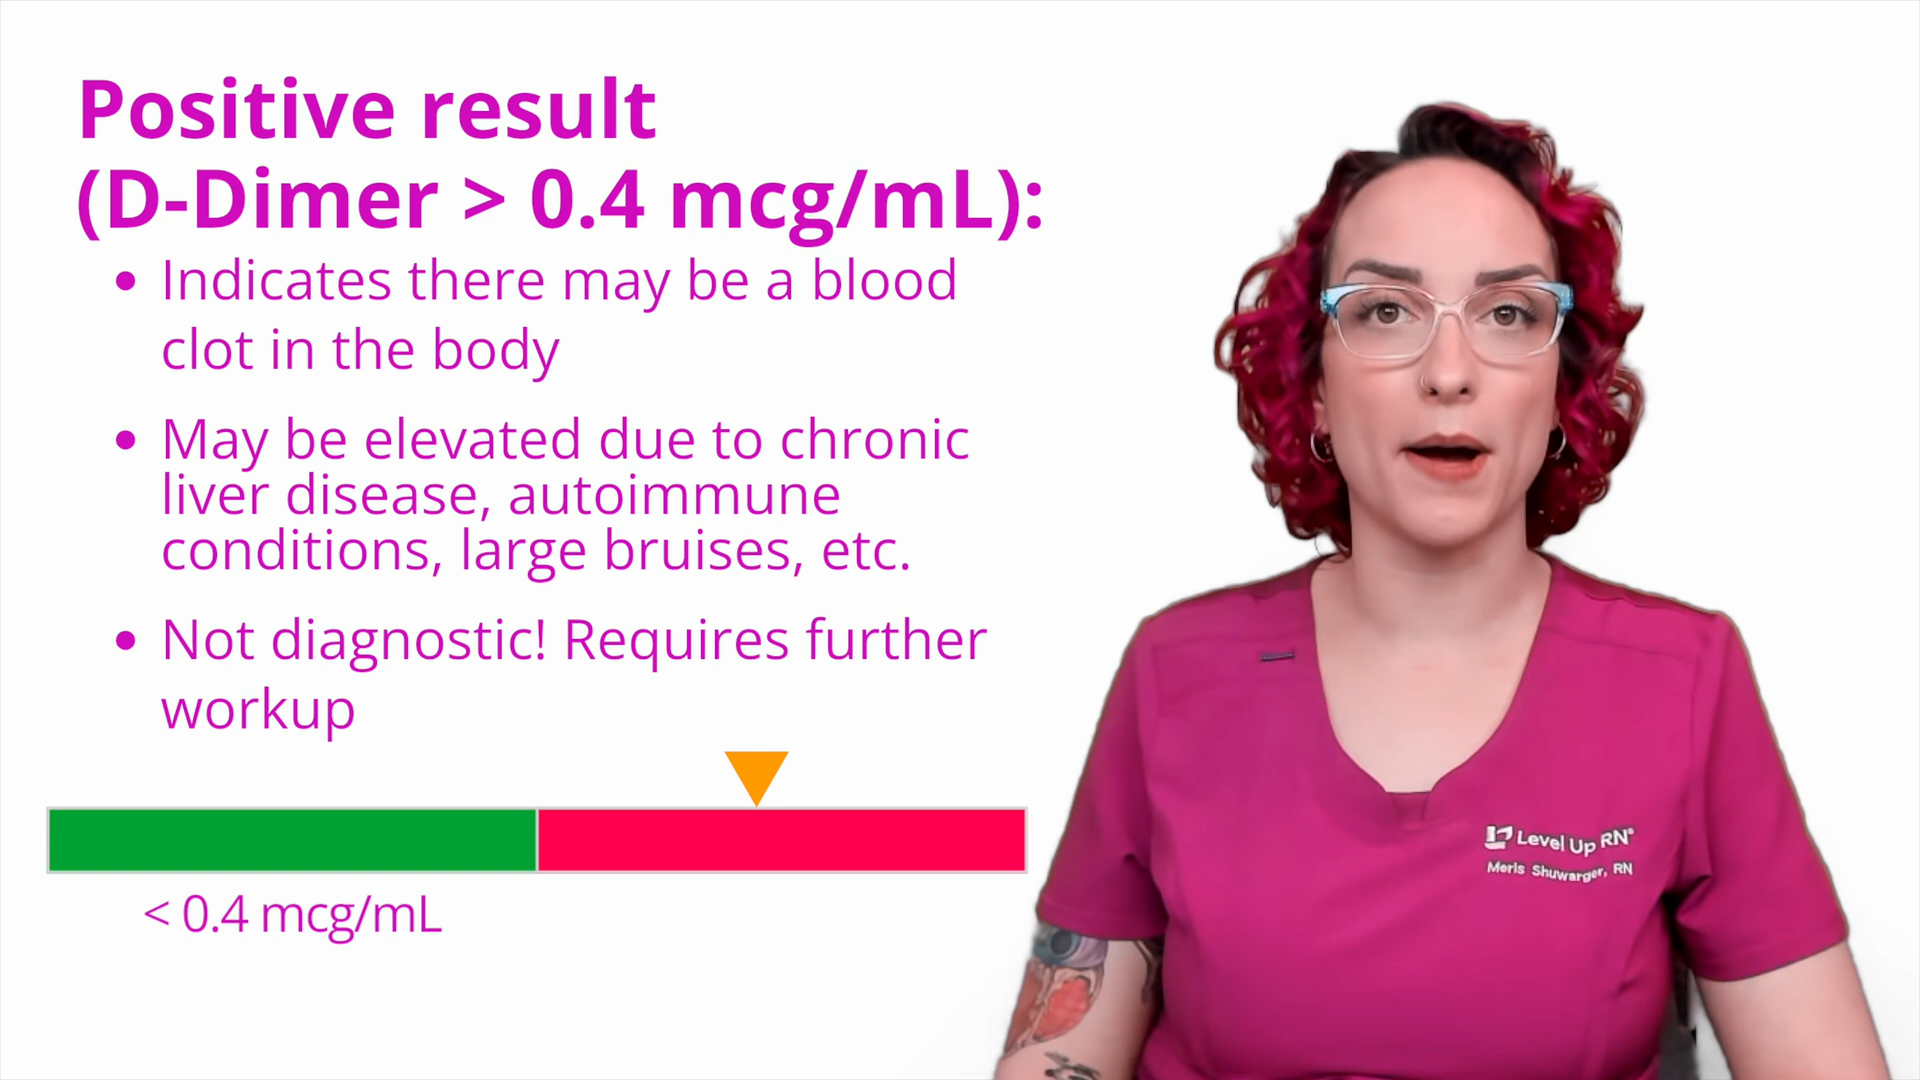 Positive result
(D-Dimer > 0.4 mcg/mL):
• Indicates there may be a blood
clot in the body
• May be elevated due to chronic
liver disease, autoimmune
conditions, large bruises, etc.
• Not diagnostic! Requires further
workup
< 0.4 mcg/mL
Level Up RN®
Meris Shuwarger, RN